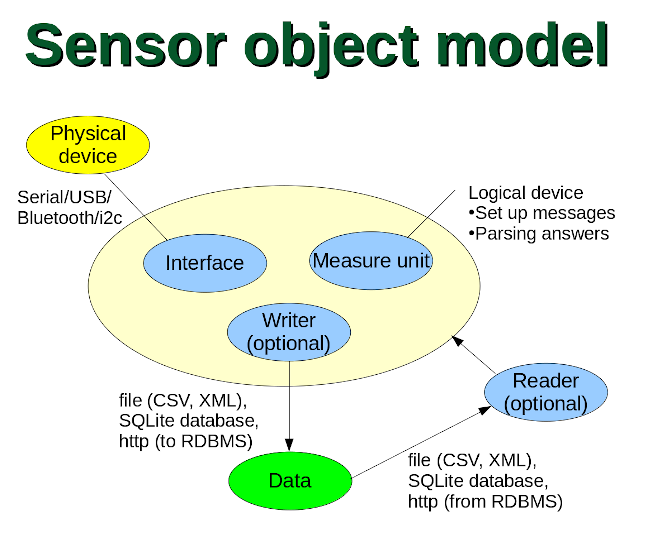 Sensor object model
Physical
device
Serial/USB/
Bluetooth/i2c
Logical device
•Set up messages
•Parsing answers
Interface
Measure unit
Writer
(optional)
Reader
(optional)
file (CSV, XML),
SQLite database,
http (to RDBMS)
Data
file (CSV, XML),
SQLite database,
http (from RDBMS)